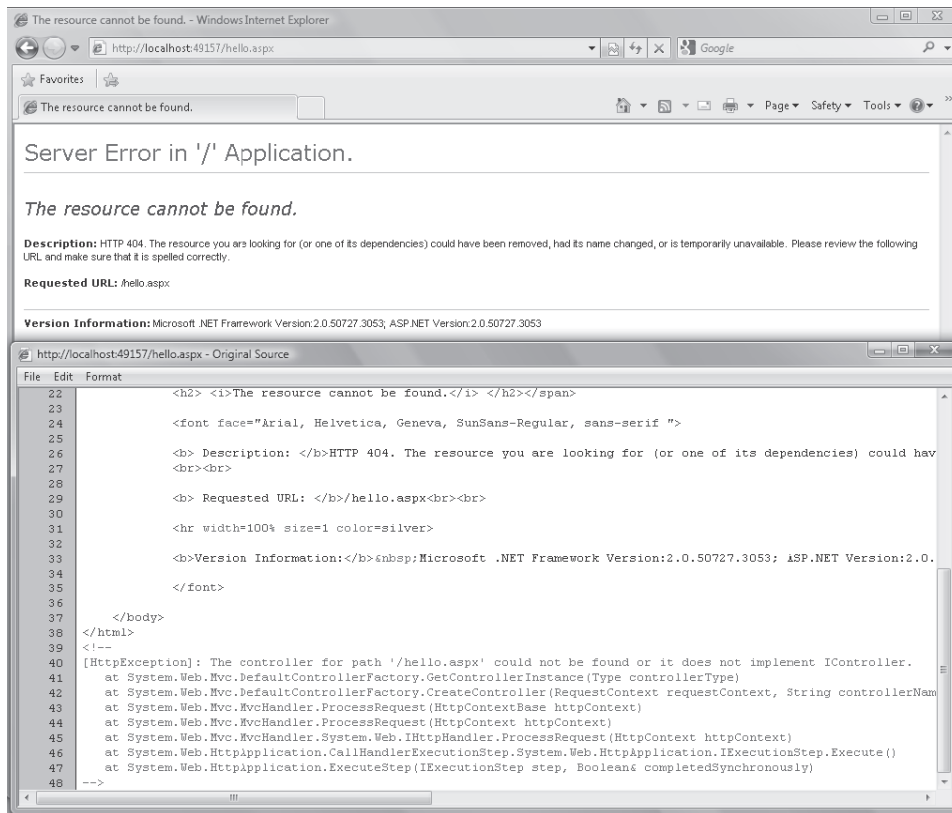 The resource cannot be found. - Windows Internet Explorer
http://localhost:49157/hello.aspx
Google
Favorites
The resource cannot be found.
Page Safety Tools
Server Error in '/' Application.
The resource cannot be found.
Description: HTTP 404. The resource you are looking for (or one of its dependencies) could have been removed, had its name changed, or is temporarily unavailable. Please review the following
URL and make sure that it is spelled correctly.
Requested URL: /hello.aspx
Version Information: Microsoft .NET Framework Version:2.0.50727.3053; ASP.NET Version:2.0.50727.3053
http://localhost:49157/hello.aspx - Original Source
File Edit Format
22 <h2> <i>The resource cannot be found.</i> </h2></span>
23
24 <font face="Arial, Helvetica, Geneva, SunSans-Regular, sans-serif ">
25
26 <b> Description: </b>HTTP 404. The resource you are looking for (or one of its dependencies) could hav
27 <br><br>
28
29 <b> Requested URL: </b>/hello.aspx<br><br>
30
31 <hr width=100% size=1 color=silver>
32
33 <b>Version Information:</b>&nbsp;Microsoft .NET Framework Version:2.0.50727.3053; ASP.NET Version:2.0.
34
35 </font>
36
37 </body>
38 </html>
39 <!--
40 [HttpException]: The controller for path '/hello.aspx' could not be found or it does not implement IController.
41 at System.Web.Mvc.DefaultControllerFactory.GetControllerInstance(Type controllerType)
42 at System.Web.Mvc.DefaultControllerFactory.CreateController(RequestContext requestContext, String controllerNam
43 at System.Web.Mvc.MvcHandler.ProcessRequest(HttpContextBase httpContext)
44 at System.Web.Mvc.MvcHandler.ProcessRequest(HttpContext httpContext)
45 at System.Web.Mvc.MvcHandler.System.Web.IHttpHandler.ProcessRequest(HttpContext httpContext)
46 at System.Web.HttpApplication.CallHandlerExecutionStep.System.Web.HttpApplication.IExecutionStep.Execute()
47 at System.Web.HttpApplication.ExecuteStep(IExecutionStep step, Boolean& completedSynchronously)
48 -->